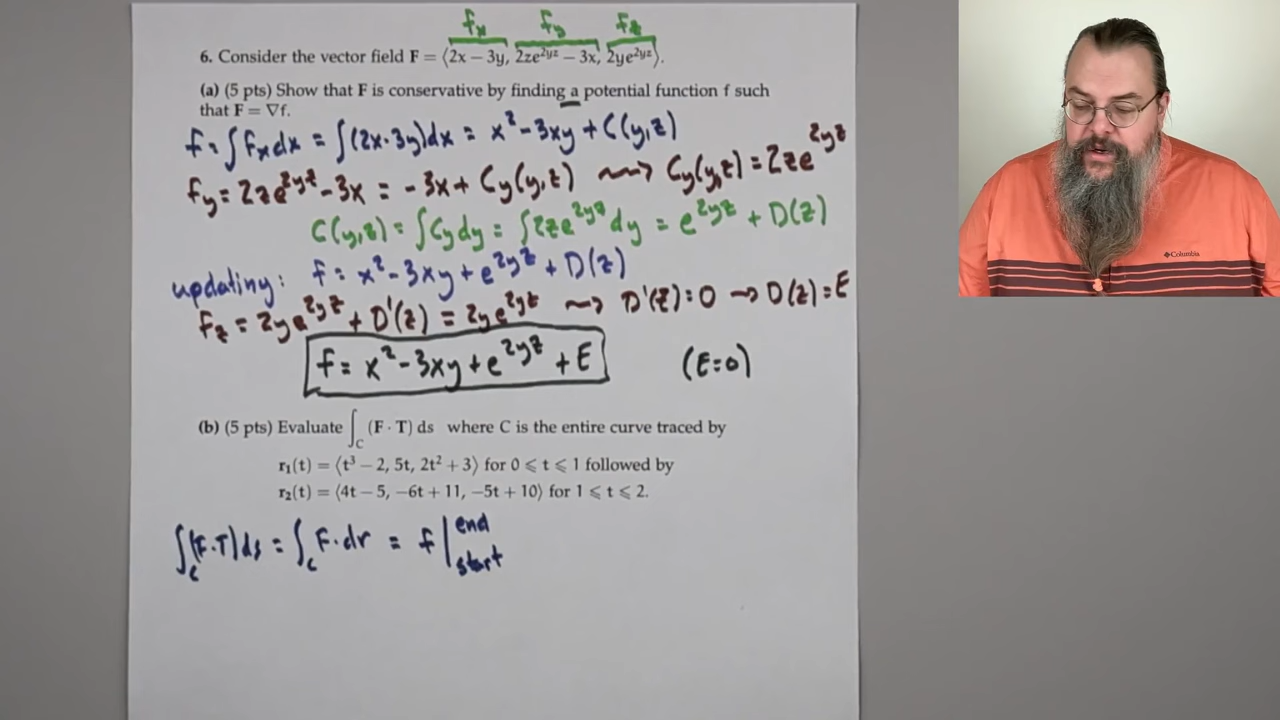 fx fy fz
6. Consider the vector field F = ⟨2x − 3y, 2ze^{2yz} − 3x, 2ye^{2yz}⟩.
(a) (5 pts) Show that F is conservative by finding a potential function f such
that F = ∇f.
f = ∫fx dx = ∫(2x-3y)dx = x² - 3xy + C(y,z)
fy = 2ze^{2yz} - 3x = -3x + Cy(y,z) ⟿ Cy(y,z) = 2ze^{2yz}
C(y,z) = ∫Cy dy = ∫2ze^{2yz} dy = e^{2yz} + D(z)
updating: f = x² - 3xy + e^{2yz} + D(z)
fz = 2ye^{2yz} + D'(z) = 2ye^{2yz} ⟿ D'(z) = 0 → D(z) = E
f = x² - 3xy + e^{2yz} + E (E=0)
(b) (5 pts) Evaluate ∫_C (F · T) ds where C is the entire curve traced by
r₁(t) = ⟨t³ − 2, 5t, 2t² + 3⟩ for 0 ⩽ t ⩽ 1 followed by
r₂(t) = ⟨4t − 5, −6t + 11, −5t + 10⟩ for 1 ⩽ t ⩽ 2.
∫_C (F·T)ds = ∫_C F·dr = f |_{start}^{end}
Columbia